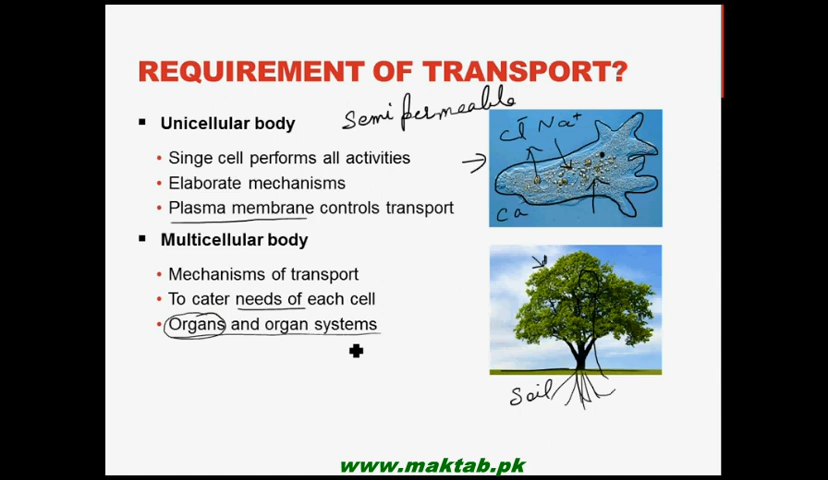 REQUIREMENT OF TRANSPORT?
Semi permeable
▪ Unicellular body
Cl⁻ Na⁺
• Singe cell performs all activities
• Elaborate mechanisms
• Plasma membrane controls transport
Ca
▪ Multicellular body
• Mechanisms of transport
• To cater needs of each cell
• Organs and organ systems
Soil
www.maktab.pk